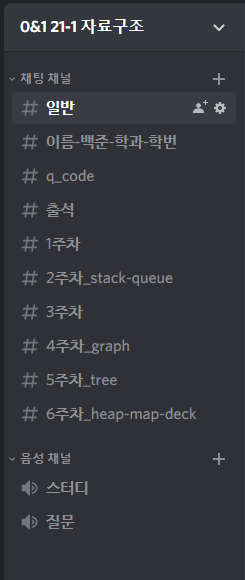 0&1 21-1 자료구조
채팅 채널
일반
이름-백준-학과-학번
q_code
출석
1주차
2주차_stack-queue
3주차
4주차_graph
5주차_tree
6주차_heap-map-deck
음성 채널
스터디
질문